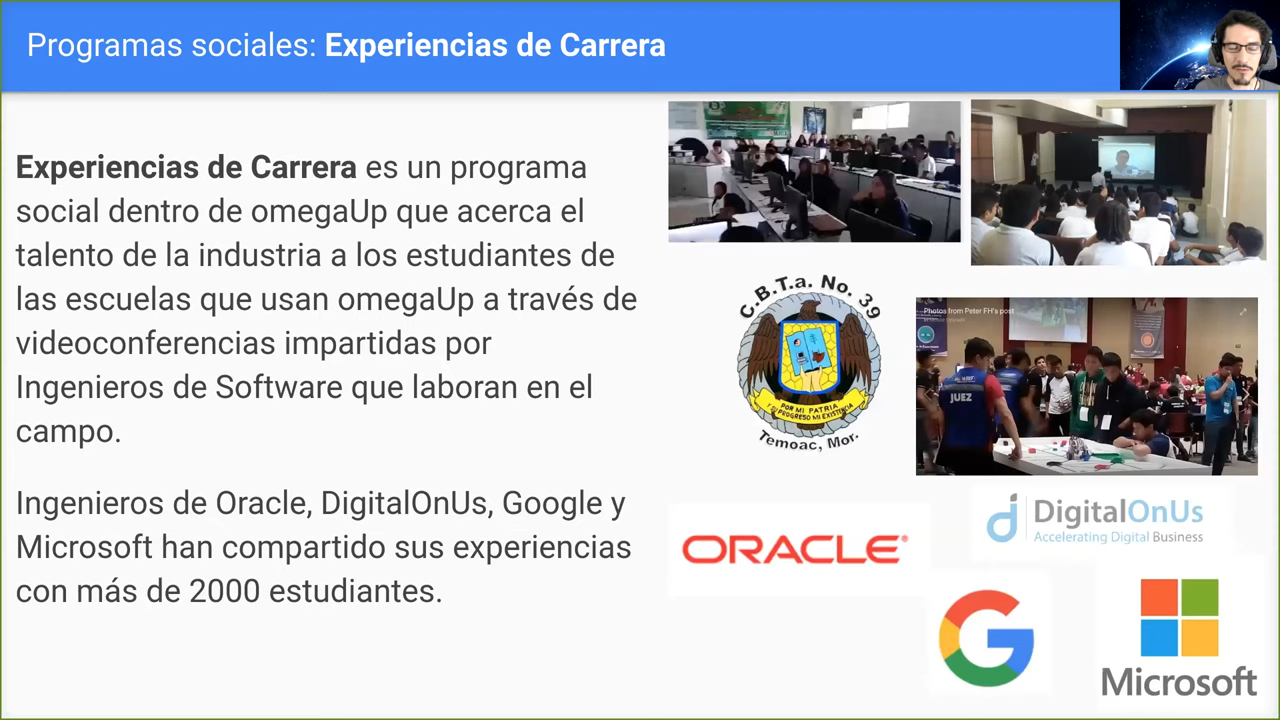 Programas sociales: Experiencias de Carrera
Experiencias de Carrera es un programa
social dentro de omegaUp que acerca el
talento de la industria a los estudiantes de
las escuelas que usan omegaUp a través de
videoconferencias impartidas por
Ingenieros de Software que laboran en el
campo.
Ingenieros de Oracle, DigitalOnUs, Google y
Microsoft han compartido sus experiencias
con más de 2000 estudiantes.
C.B.T.a. No. 39
POR MI PATRIA
Y SU PROGRESO MI EXISTENCIA
Temoac, Mor.
Photos from Peter FH's post
JUEZ
ORACLE®
DigitalOnUs
Accelerating Digital Business
G
Microsoft